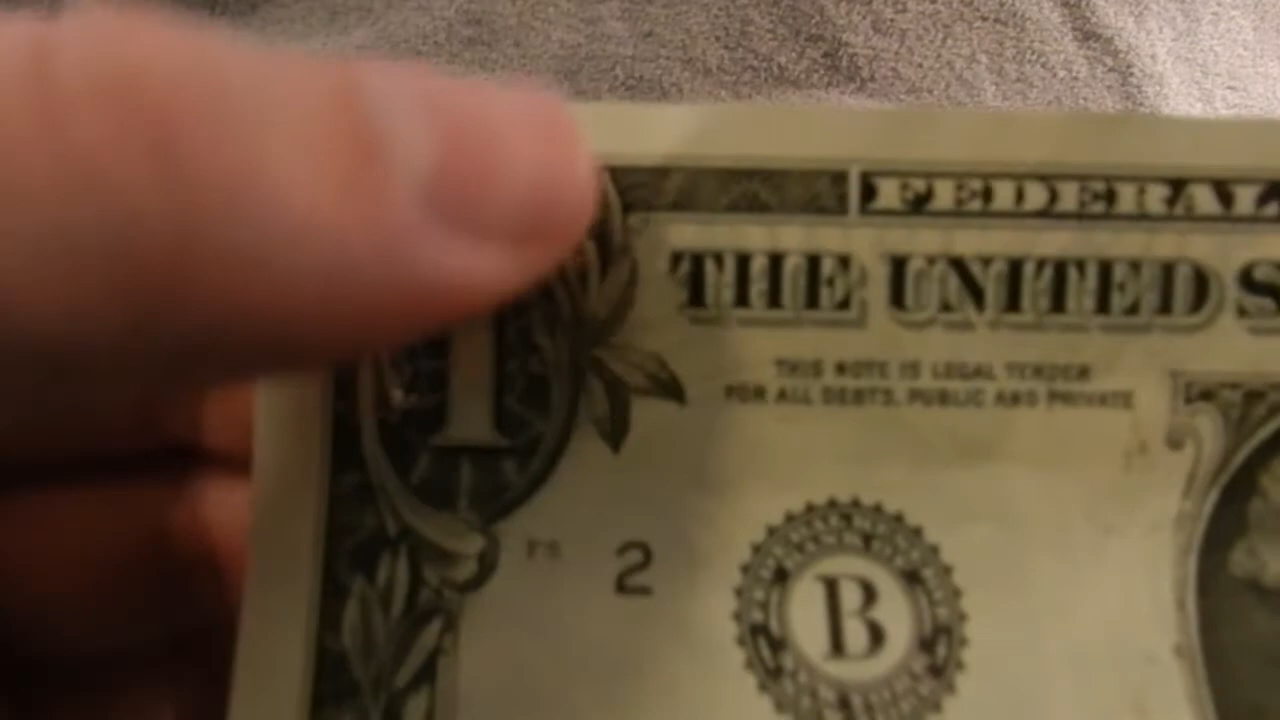 FEDERAL
THE UNITED S
THIS NOTE IS LEGAL TENDER
FOR ALL DEBTS, PUBLIC AND PRIVATE
1
2
B